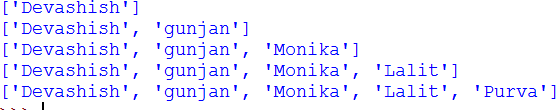 ['Devashish']
['Devashish', 'gunjan']
['Devashish', 'gunjan', 'Monika']
['Devashish', 'gunjan', 'Monika', 'Lalit']
['Devashish', 'gunjan', 'Monika', 'Lalit', 'Purva']
>>>